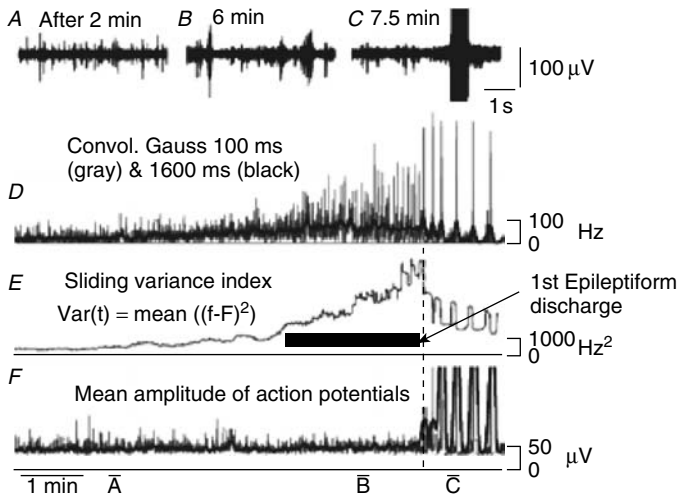 A After 2 min B 6 min C 7.5 min
100 µV
1 s
Convol. Gauss 100 ms
(gray) & 1600 ms (black)
D
100
0 Hz
E Sliding variance index
Var(t) = mean ((f-F)²)
1st Epileptiform
discharge
1000
0 Hz²
F Mean amplitude of action potentials
50
0 µV
1 min A B C